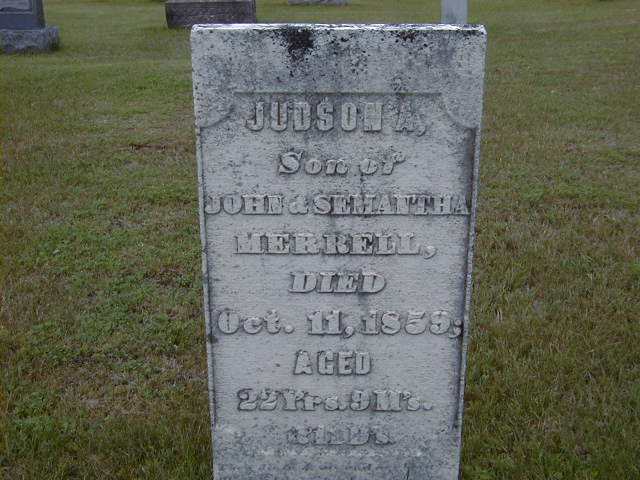 JUDSON A,
Son of
JOHN & SEMANTHA
MERRELL,
DIED
Oct. 11, 1859;
AGED
22 Yrs. 9 M's.